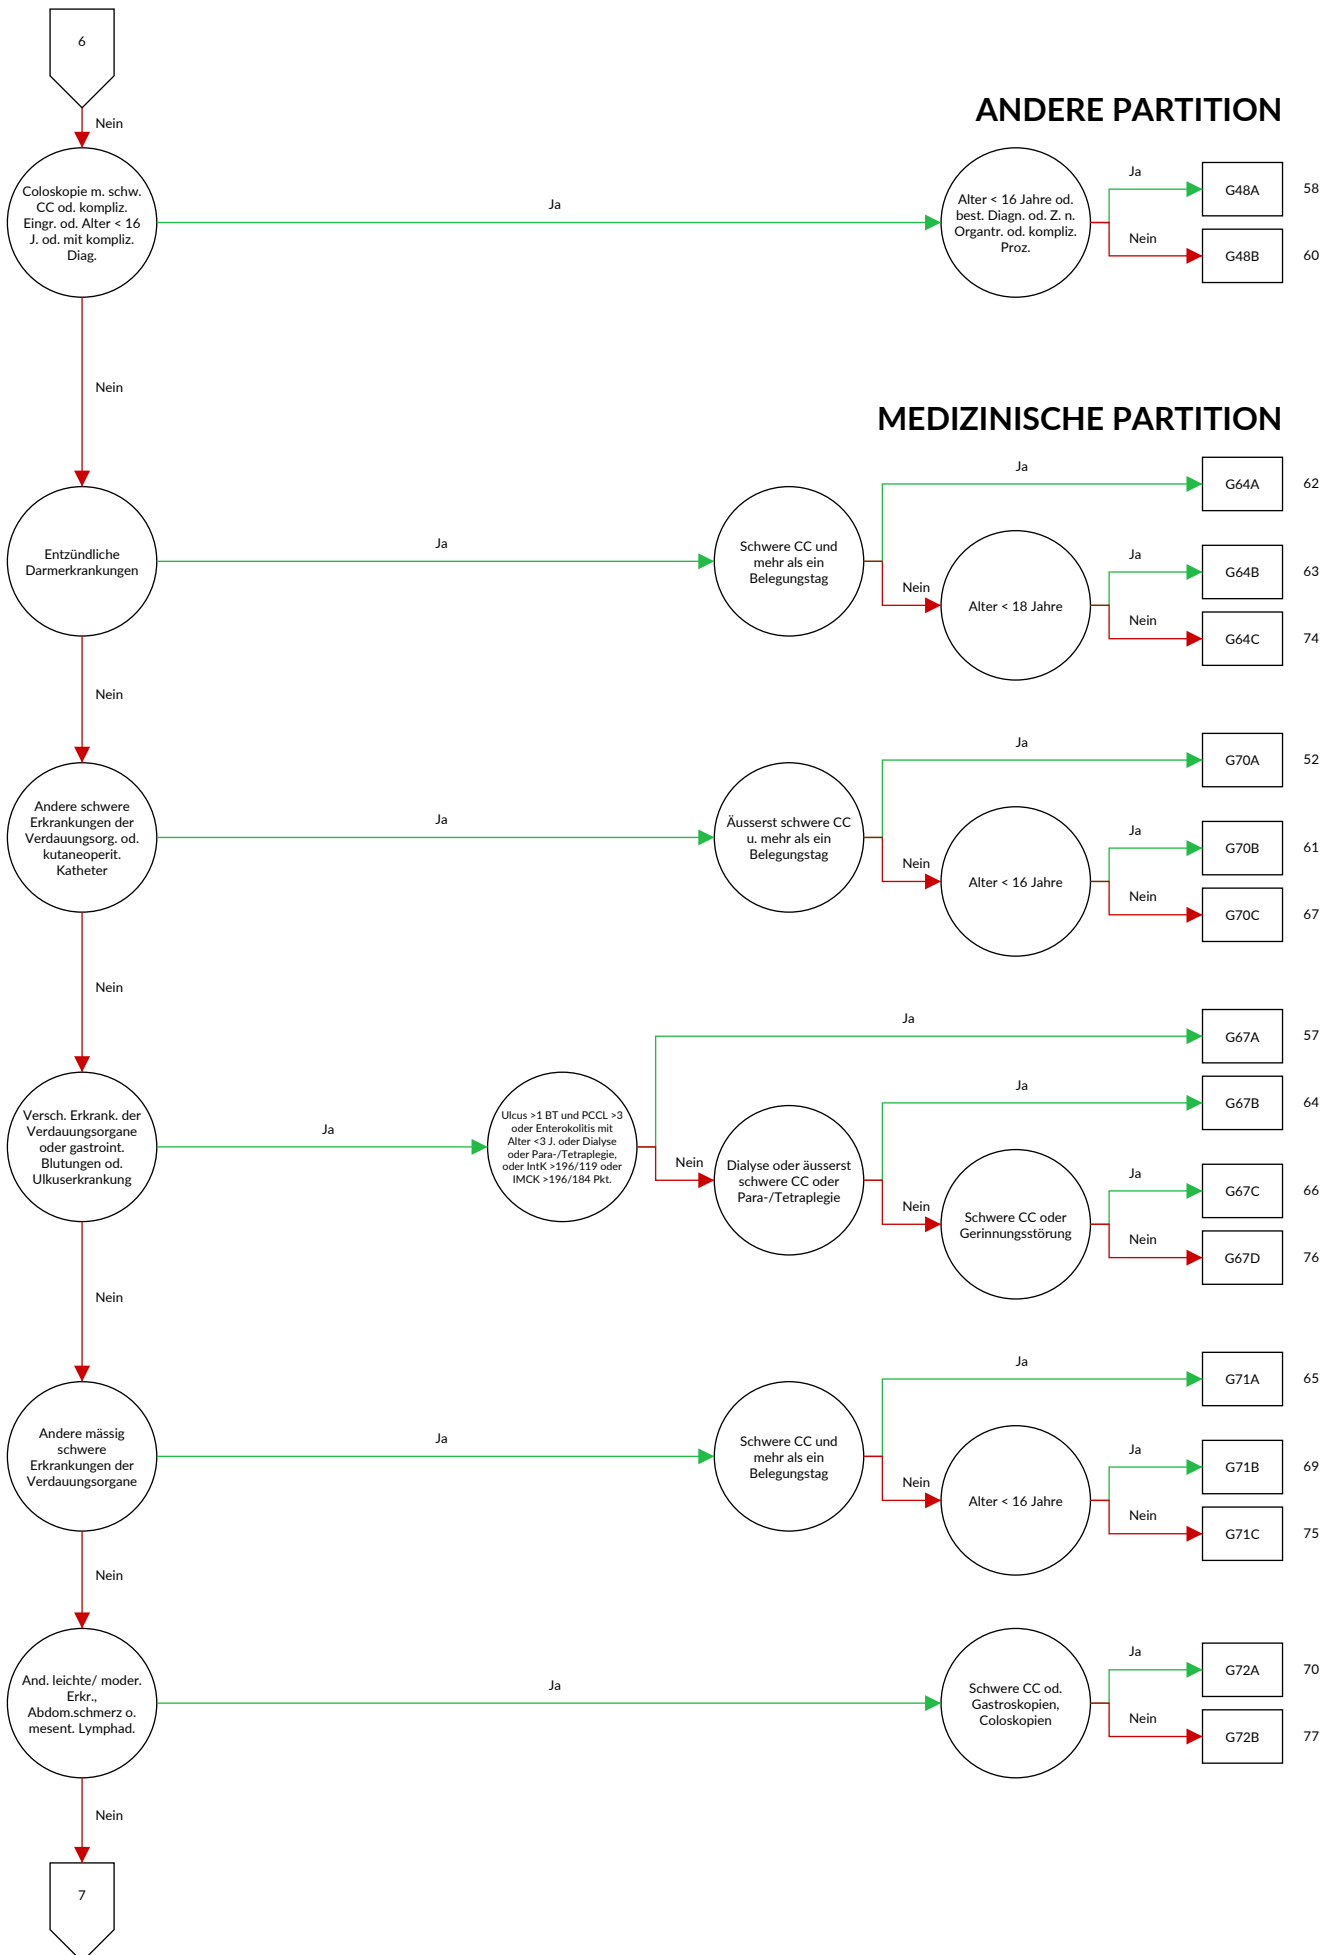 6
Nein
ANDERE PARTITION
Coloskopie m. schw.
CC od. kompliz.
Eingr. od. Alter < 16
J. od. mit kompliz.
Diag.
Ja
Alter < 16 Jahre od.
best. Diagn. od. Z. n.
Organtr. od. kompliz.
Proz.
Ja
G48A
58
Nein
G48B
60
Nein
MEDIZINISCHE PARTITION
Entzündliche
Darmerkrankungen
Ja
Schwere CC und
mehr als ein
Belegungstag
Ja
G64A
62
Nein
Alter < 18 Jahre
Ja
G64B
63
Nein
G64C
74
Nein
Andere schwere
Erkrankungen der
Verdauungsorg. od.
kutaneoperit.
Katheter
Ja
Äusserst schwere CC
u. mehr als ein
Belegungstag
Ja
G70A
52
Nein
Alter < 16 Jahre
Ja
G70B
61
Nein
G70C
67
Nein
Versch. Erkrank. der
Verdauungsorgane
oder gastroint.
Blutungen od.
Ulkuserkrankung
Ja
Ulcus >1 BT und PCCL >3
oder Enterokolitis mit
Alter <3 J. oder Dialyse
oder Para-/Tetraplegie,
oder IntK >196/119 oder
IMCK >196/184 Pkt.
Ja
G67A
57
Nein
Dialyse oder äusserst
schwere CC oder
Para-/Tetraplegie
Ja
G67B
64
Nein
Schwere CC oder
Gerinnungsstörung
Ja
G67C
66
Nein
G67D
76
Nein
Andere mässig
schwere
Erkrankungen der
Verdauungsorgane
Ja
Schwere CC und
mehr als ein
Belegungstag
Ja
G71A
65
Nein
Alter < 16 Jahre
Ja
G71B
69
Nein
G71C
75
Nein
And. leichte/ moder.
Erkr.,
Abdom.schmerz o.
mesent. Lymphad.
Ja
Schwere CC od.
Gastroskopien,
Coloskopien
Ja
G72A
70
Nein
G72B
77
Nein
7